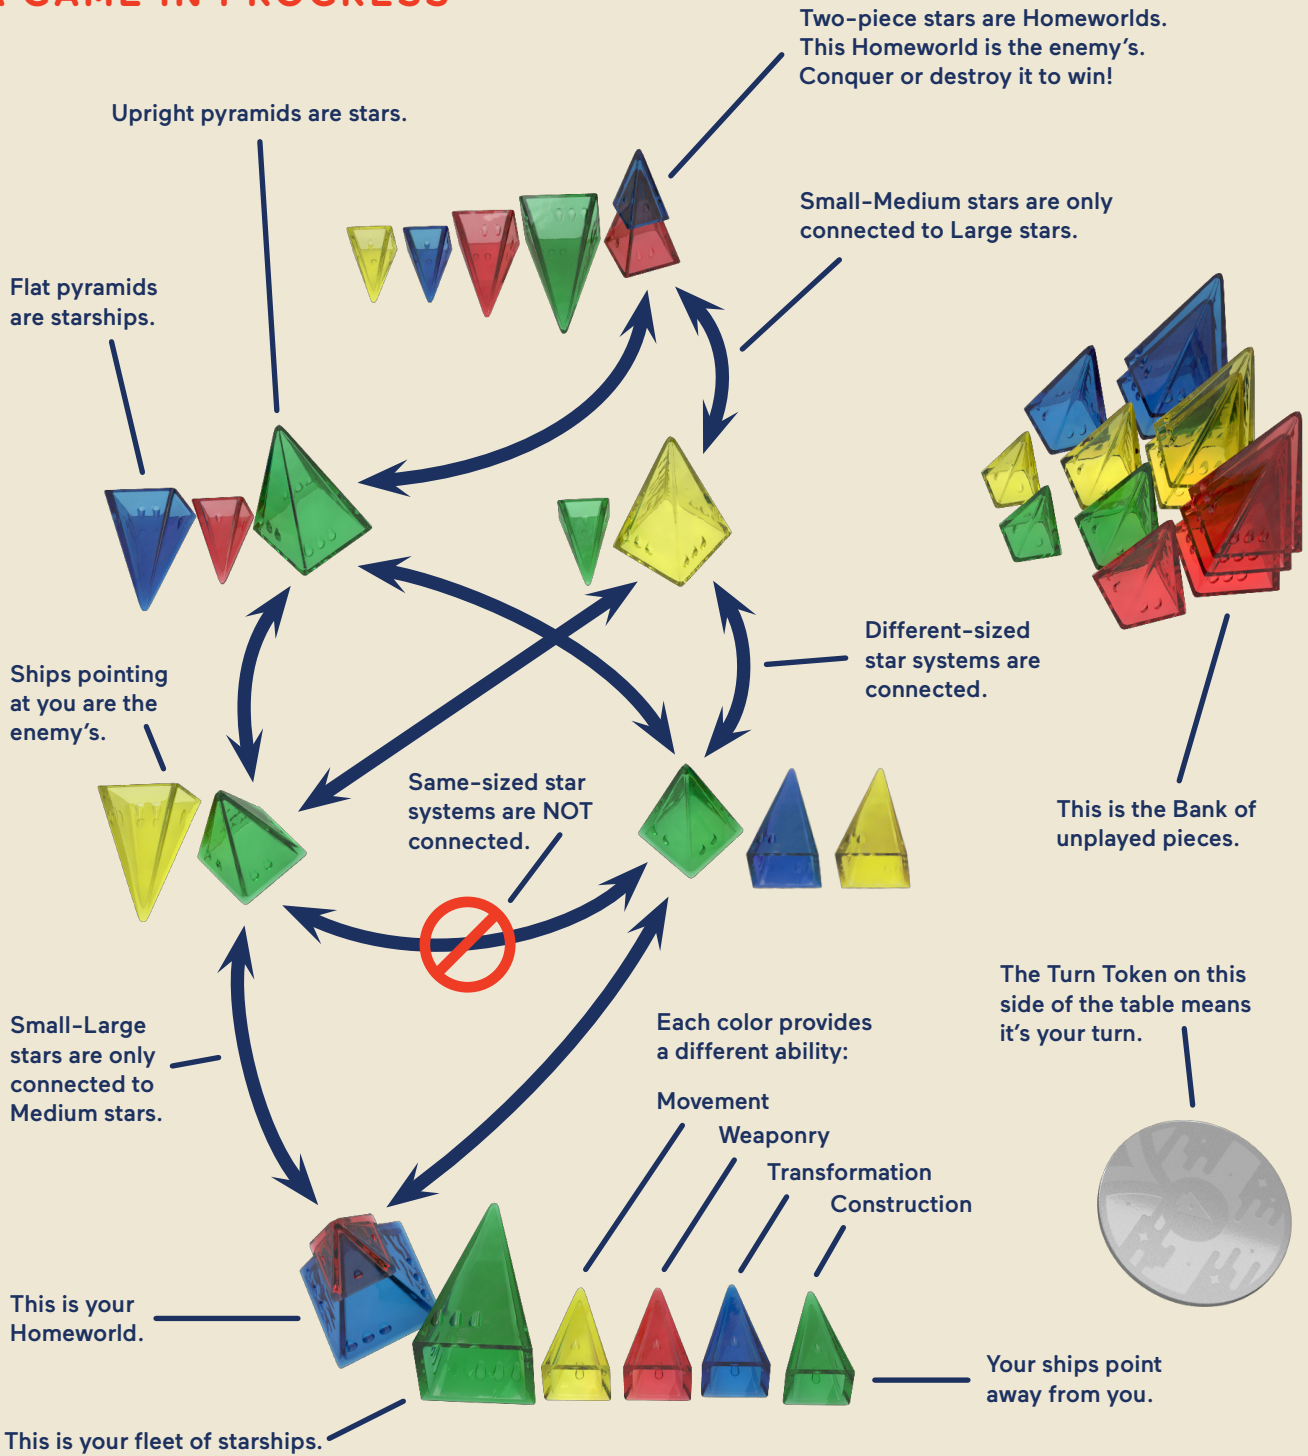 A GAME IN PROGRESS
Two-piece stars are Homeworlds.
This Homeworld is the enemy's.
Conquer or destroy it to win!
Upright pyramids are stars.
Small-Medium stars are only
connected to Large stars.
Flat pyramids
are starships.
Different-sized
star systems are
connected.
Ships pointing
at you are the
enemy's.
Same-sized star
systems are NOT
connected.
This is the Bank of
unplayed pieces.
The Turn Token on this
side of the table means
it's your turn.
Small-Large
stars are only
connected to
Medium stars.
Each color provides
a different ability:
Movement
Weaponry
Transformation
Construction
This is your
Homeworld.
Your ships point
away from you.
This is your fleet of starships.